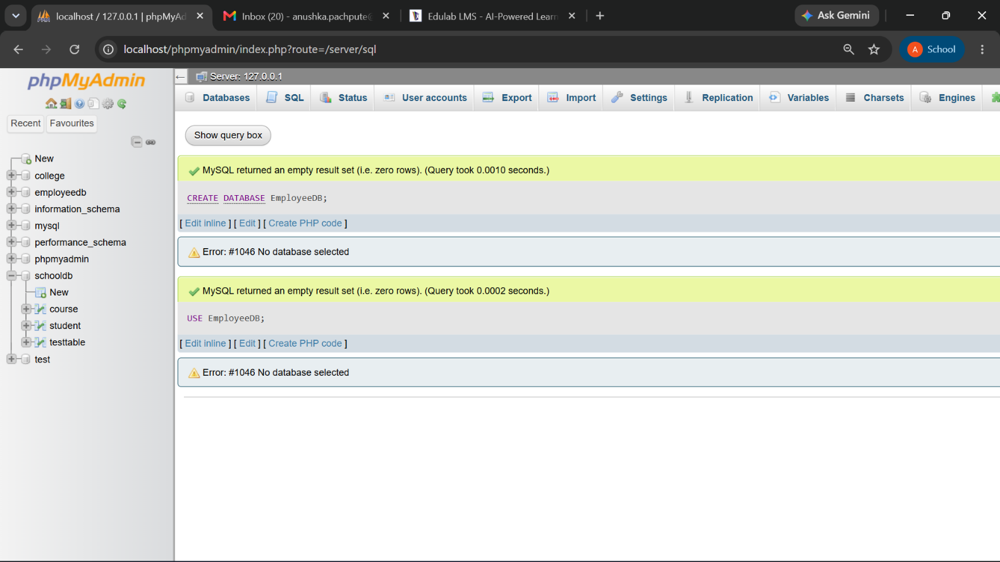 localhost / 127.0.0.1 | phpMyAd
Inbox (20) - anushka.pachpute@
Edulab LMS - AI-Powered Learn
Ask Gemini
localhost/phpmyadmin/index.php?route=/server/sql
A
School
phpMyAdmin
Recent
Favourites
New
college
employeedb
information_schema
mysql
performance_schema
phpmyadmin
schooldb
New
course
student
testtable
test
Server: 127.0.0.1
Databases
SQL
Status
User accounts
Export
Import
Settings
Replication
Variables
Charsets
Engines
Show query box
MySQL returned an empty result set (i.e. zero rows). (Query took 0.0010 seconds.)
CREATE DATABASE EmployeeDB;
[ Edit inline ] [ Edit ] [ Create PHP code ]
Error: #1046 No database selected
MySQL returned an empty result set (i.e. zero rows). (Query took 0.0002 seconds.)
USE EmployeeDB;
[ Edit inline ] [ Edit ] [ Create PHP code ]
Error: #1046 No database selected